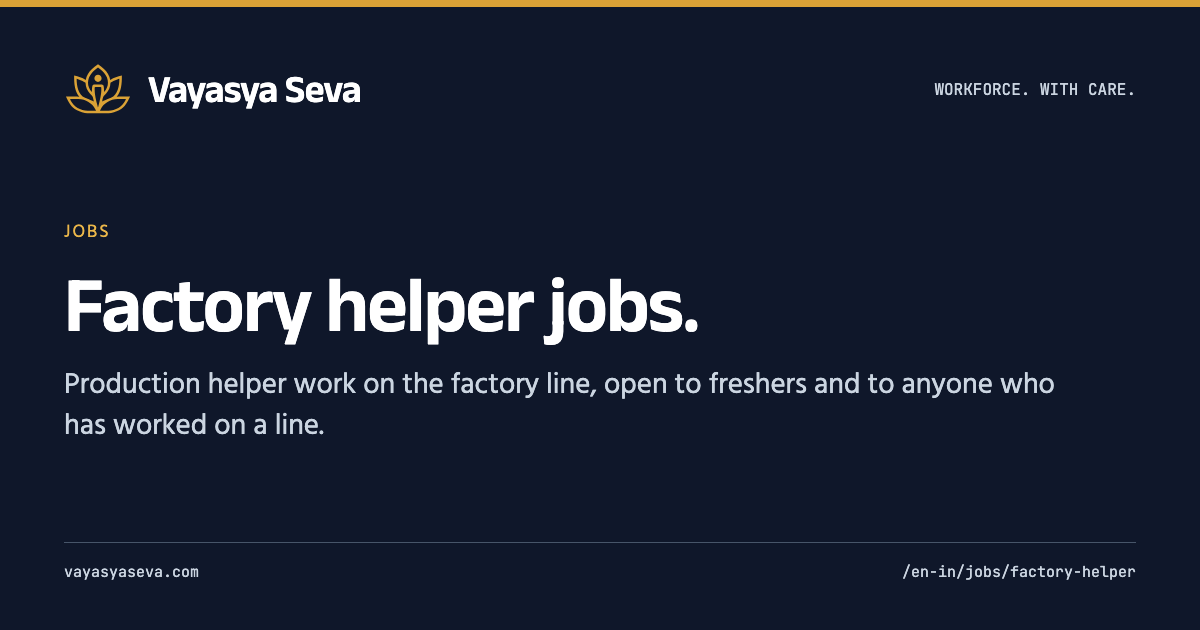 Vayasya Seva
WORKFORCE. WITH CARE.
JOBS
Factory helper jobs.
Production helper work on the factory line, open to freshers and to anyone who
has worked on a line.
vayasyaseva.com
/en-in/jobs/factory-helper